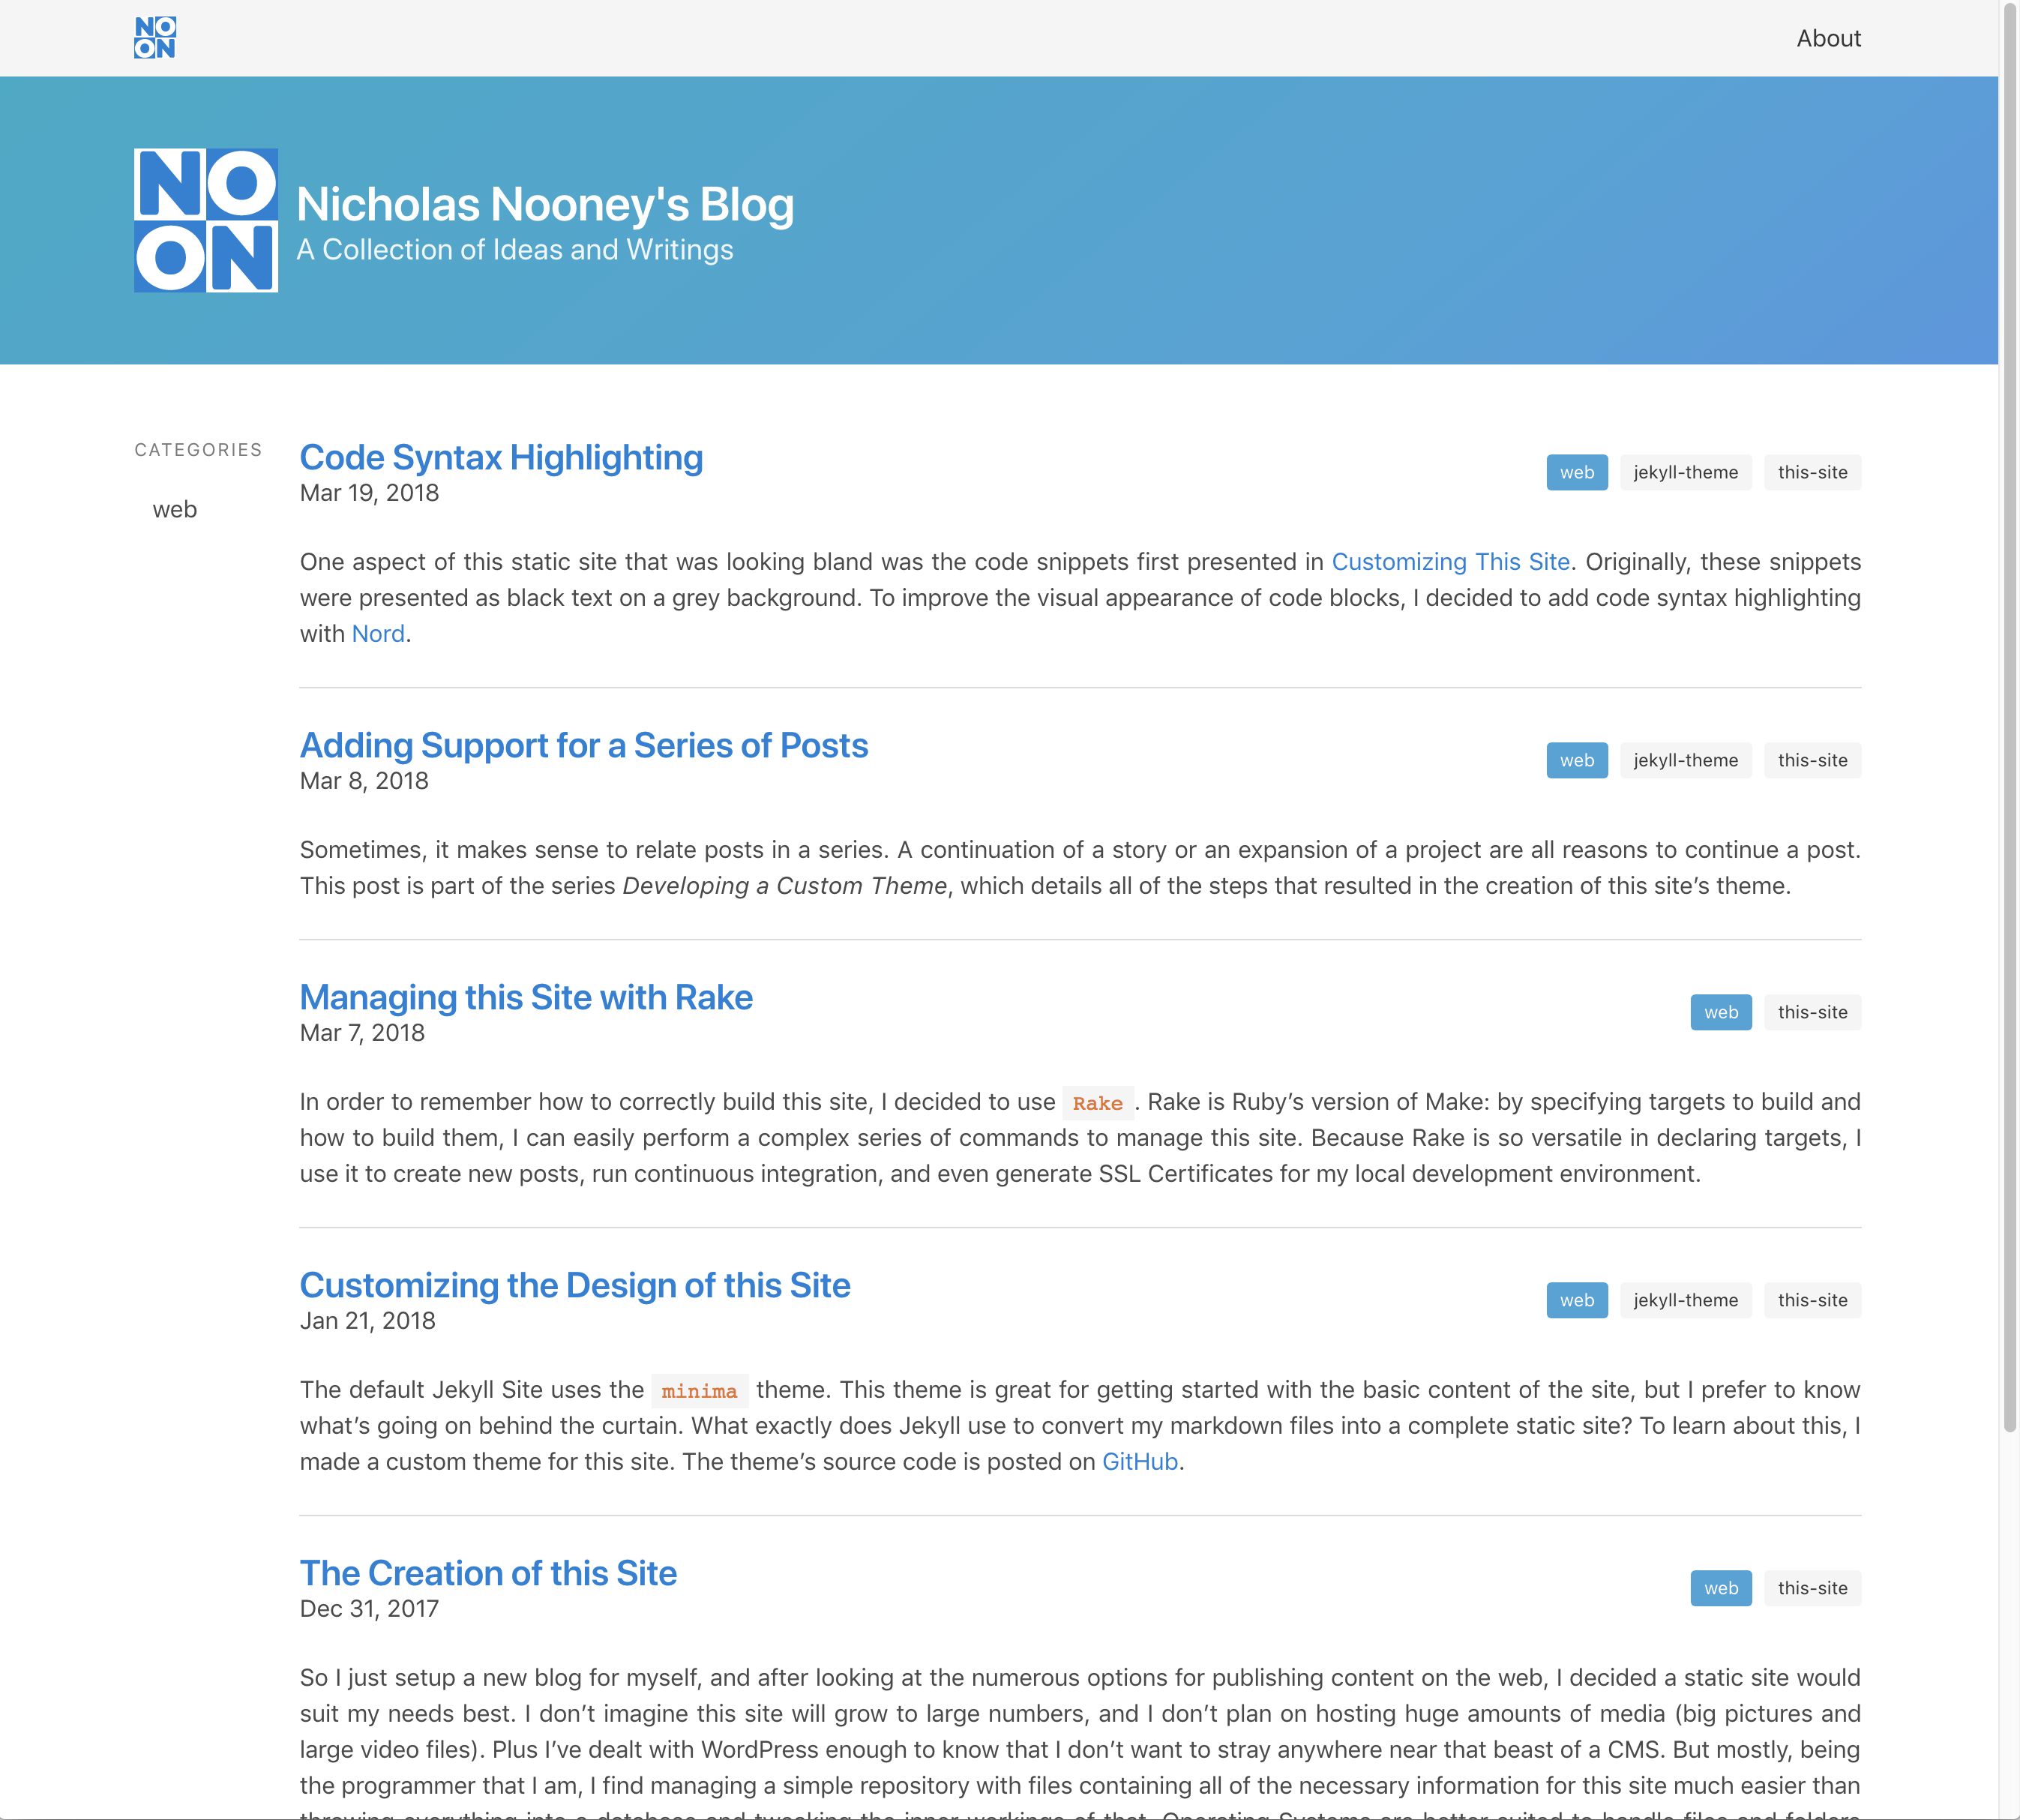 NO
ON
About
NO
ON
Nicholas Nooney's Blog
A Collection of Ideas and Writings
CATEGORIES
web
Code Syntax Highlighting
Mar 19, 2018
web jekyll-theme this-site
One aspect of this static site that was looking bland was the code snippets first presented in Customizing This Site. Originally, these snippets
were presented as black text on a grey background. To improve the visual appearance of code blocks, I decided to add code syntax highlighting
with Nord.
Adding Support for a Series of Posts
Mar 8, 2018
web jekyll-theme this-site
Sometimes, it makes sense to relate posts in a series. A continuation of a story or an expansion of a project are all reasons to continue a post.
This post is part of the series Developing a Custom Theme, which details all of the steps that resulted in the creation of this site’s theme.
Managing this Site with Rake
Mar 7, 2018
web this-site
In order to remember how to correctly build this site, I decided to use Rake . Rake is Ruby’s version of Make: by specifying targets to build and
how to build them, I can easily perform a complex series of commands to manage this site. Because Rake is so versatile in declaring targets, I
use it to create new posts, run continuous integration, and even generate SSL Certificates for my local development environment.
Customizing the Design of this Site
Jan 21, 2018
web jekyll-theme this-site
The default Jekyll Site uses the minima theme. This theme is great for getting started with the basic content of the site, but I prefer to know
what’s going on behind the curtain. What exactly does Jekyll use to convert my markdown files into a complete static site? To learn about this, I
made a custom theme for this site. The theme’s source code is posted on GitHub.
The Creation of this Site
Dec 31, 2017
web this-site
So I just setup a new blog for myself, and after looking at the numerous options for publishing content on the web, I decided a static site would
suit my needs best. I don’t imagine this site will grow to large numbers, and I don’t plan on hosting huge amounts of media (big pictures and
large video files). Plus I’ve dealt with WordPress enough to know that I don’t want to stray anywhere near that beast of a CMS. But mostly, being
the programmer that I am, I find managing a simple repository with files containing all of the necessary information for this site much easier than
throwing everything into a database and tweaking the inner workings of that. Operating Systems are better suited to handle files and folders